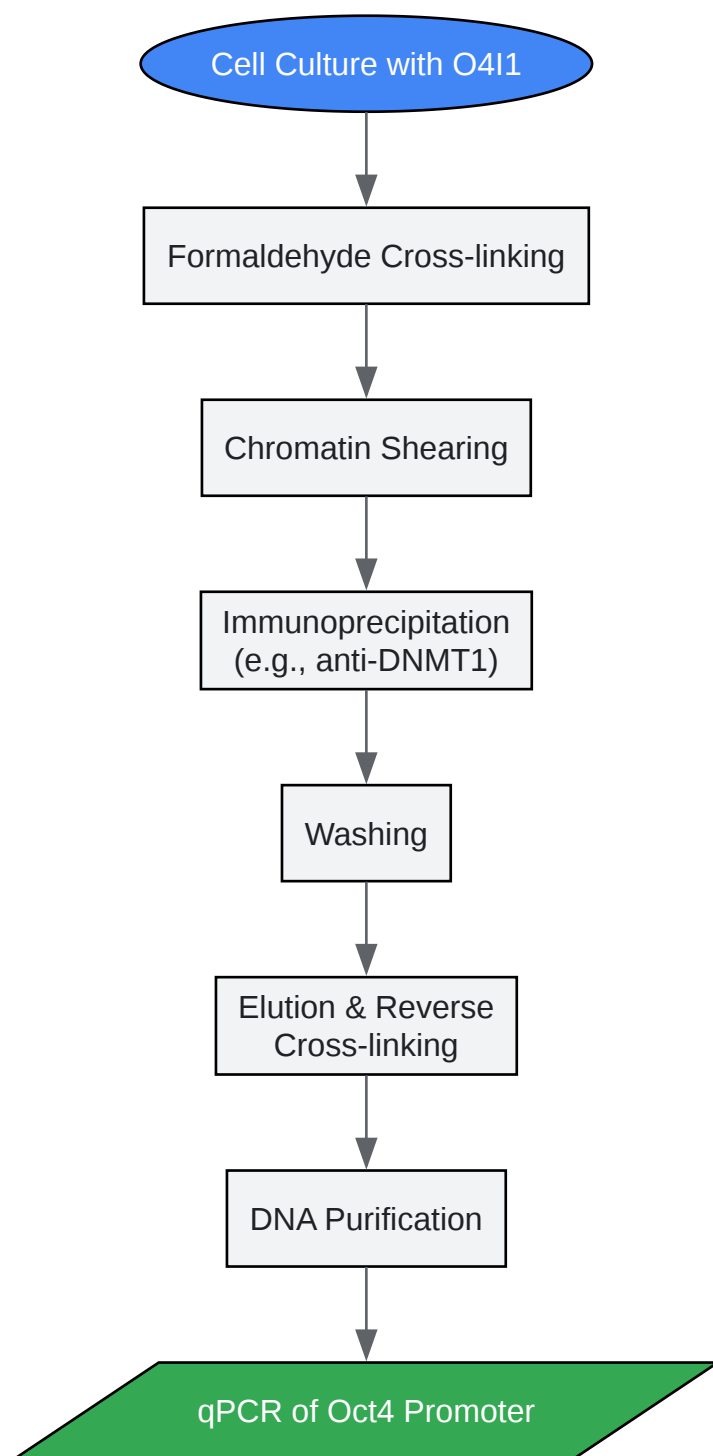 Cell Culture with O4I1
Formaldehyde Cross-linking
Chromatin Shearing
Immunoprecipitation
(e.g., anti-DNMT1)
Washing
Elution & Reverse
Cross-linking
DNA Purification
qPCR of Oct4 Promoter